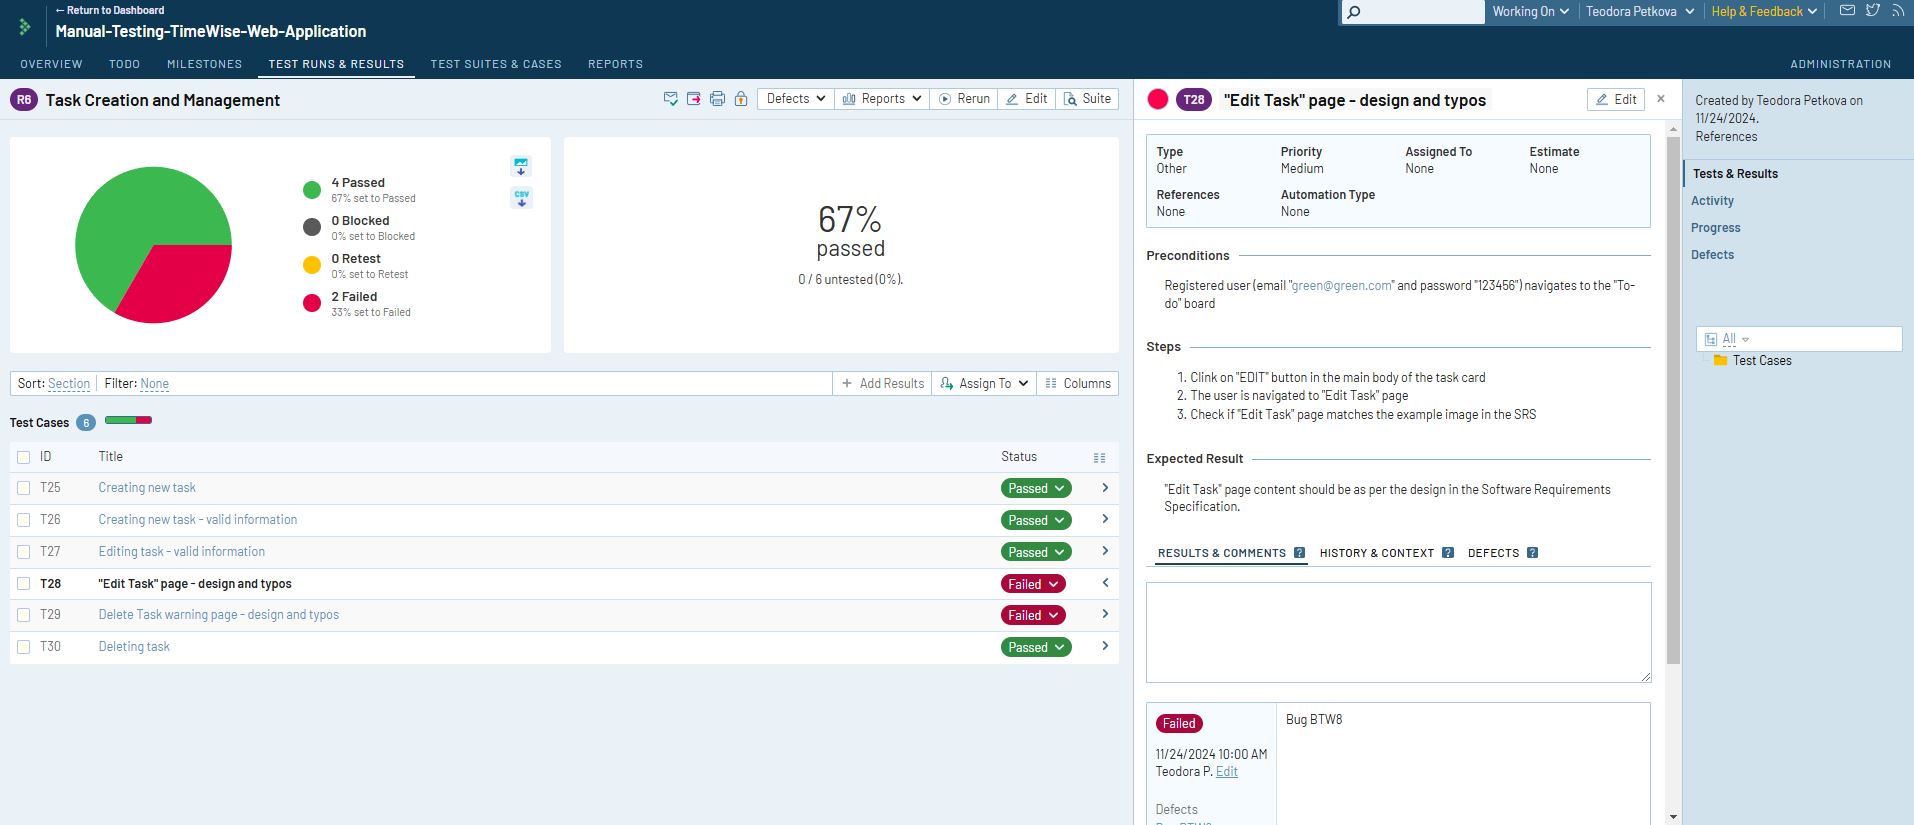 ← Return to Dashboard
Manual-Testing-TimeWise-Web-Application
Working On
Teodora Petkova
Help & Feedback
OVERVIEW
TODO
MILESTONES
TEST RUNS & RESULTS
TEST SUITES & CASES
REPORTS
ADMINISTRATION
R6
Task Creation and Management
Defects
Reports
Rerun
Edit
Suite
4 Passed
67% set to Passed
0 Blocked
0% set to Blocked
0 Retest
0% set to Retest
2 Failed
33% set to Failed
CSV
67%
passed
0 / 6 untested (0%).
Sort: Section
Filter: None
+ Add Results
Assign To
Columns
Test Cases 6
ID Title Status
T25 Creating new task Passed
T26 Creating new task - valid information Passed
T27 Editing task - valid information Passed
T28 "Edit Task" page - design and typos Failed
T29 Delete Task warning page - design and typos Failed
T30 Deleting task Passed
T28
"Edit Task" page - design and typos
Edit
×
Type Priority Assigned To Estimate
Other Medium None None
References Automation Type
None None
Preconditions
Registered user (email "green@green.com" and password "123456") navigates to the "To-
do" board
Steps
1. Clink on "EDIT" button in the main body of the task card
2. The user is navigated to "Edit Task" page
3. Check if "Edit Task" page matches the example image in the SRS
Expected Result
"Edit Task" page content should be as per the design in the Software Requirements
Specification.
RESULTS & COMMENTS ?
HISTORY & CONTEXT ?
DEFECTS ?
Failed
Bug BTW8
11/24/2024 10:00 AM
Teodora P. Edit
Defects
Created by Teodora Petkova on
11/24/2024.
References
Tests & Results
Activity
Progress
Defects
All
Test Cases